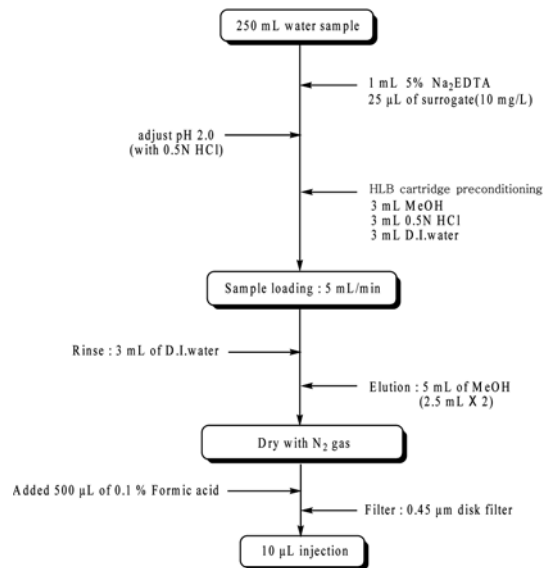 250 mL water sample
1 mL 5% Na₂EDTA
25 μL of surrogate(10 mg/L)
adjust pH 2.0
(with 0.5N HCl)
HLB cartridge preconditioning
3 mL MeOH
3 mL 0.5N HCl
3 mL D.I.water
Sample loading : 5 mL/min
Rinse : 3 mL of D.I.water
Elution : 5 mL of MeOH
(2.5 mL X 2)
Dry with N₂ gas
Added 500 μL of 0.1 % Formic acid
Filter : 0.45 μm disk filter
10 μL injection